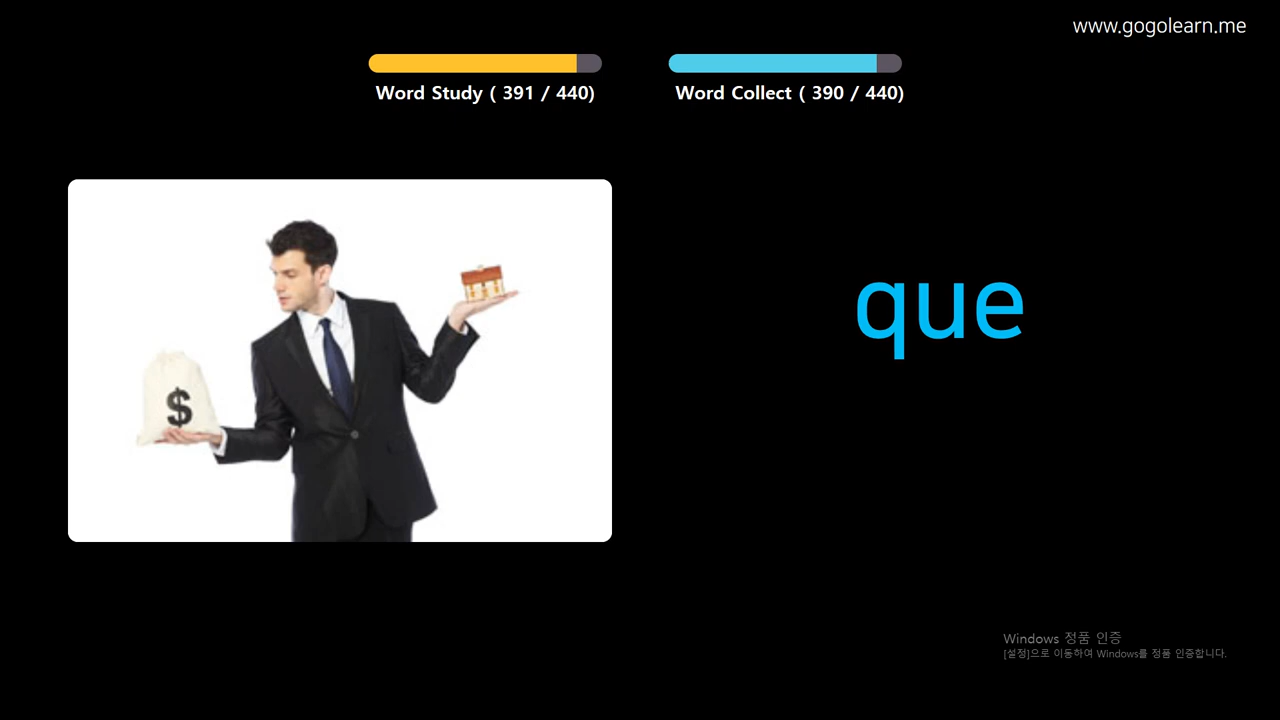 www.gogolearn.me
Word Study ( 391 / 440)
Word Collect ( 390 / 440)
$
que
Windows 정품 인증
[설정]으로 이동하여 Windows를 정품 인증합니다.